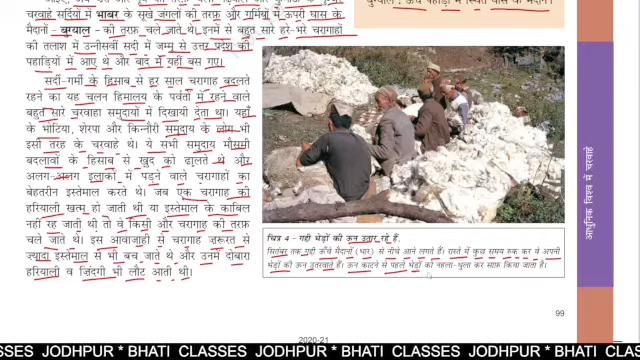 चरवाहे सर्दियों में भाबर के सूखे जंगलों की तरफ़ और गर्मियों में ऊपरी घास के
मैदानों - बुग्याल - की तरफ़ चले जाते थे। इनमें से बहुत सारे हरे-भरे चरागाहों
की तलाश में उन्नीसवीं सदी में जम्मू से उत्तर प्रदेश की
पहाड़ियों में आए थे और बाद में यहीं बस गए।
सर्दी-गर्मी के हिसाब से हर साल चरागाह बदलते
रहने का यह चलन हिमालय के पर्वतों में रहने वाले
बहुत सारे चरवाहा समुदायों में दिखायी देता था। यहाँ
के भोटिया, शेरपा और किन्नौरी समुदाय के लोग भी
इसी तरह के चरवाहे थे। ये सभी समुदाय मौसमी
बदलावों के हिसाब से खुद को ढालते थे और
अलग-अलग इलाकों में पड़ने वाले चरागाहों का
बेहतरीन इस्तेमाल करते थे। जब एक चरागाह की
हरियाली खत्म हो जाती थी या इस्तेमाल के काबिल
नहीं रह जाती थी तो वे किसी और चरागाह की तरफ़
चले जाते थे। इस आवाजाही से चरागाह ज़रूरत से
ज्यादा इस्तेमाल से भी बच जाते थे और उनमें दोबारा
हरियाली व ज़िंदगी भी लौट आती थी।
चित्र 4 - गद्दी भेड़ों की ऊन उतार रहे हैं.
सितंबर तक गद्दी ऊँचे मैदानों (धार) से नीचे आने लगते हैं। रास्ते में कुछ समय रुक कर वे अपनी
भेड़ों की ऊन उतरवाते हैं। ऊन काटने से पहले भेड़ों को नहला-धुला कर साफ़ किया जाता है।
आधुनिक विश्व में चरवाहे
99
2020-21
SSES JODHPUR * BHATI CLASSES JODHPUR * BHATI CLASSES JODHPUR * BHATI CL